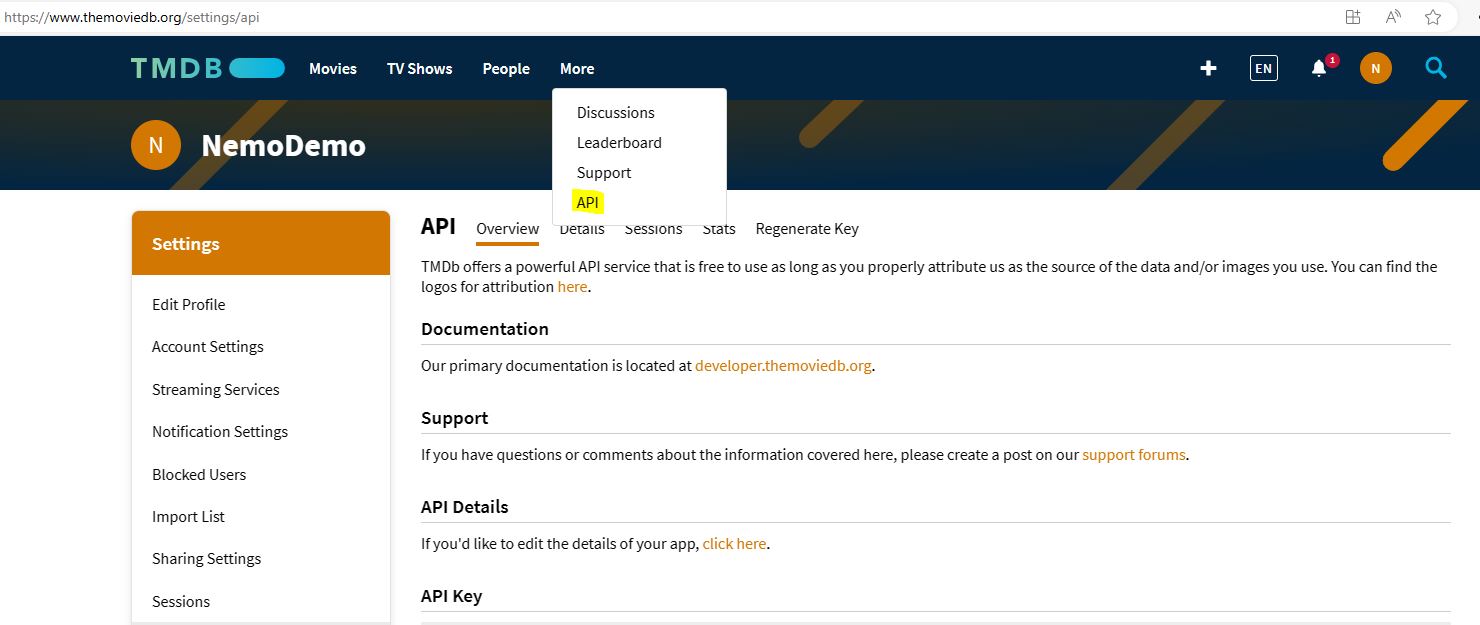 https://www.themoviedb.org/settings/api
TMDB Movies TV Shows People More EN 1 N
Discussions
Leaderboard
Support
API
N NemoDemo
Settings
Edit Profile
Account Settings
Streaming Services
Notification Settings
Blocked Users
Import List
Sharing Settings
Sessions
API Overview Details Sessions Stats Regenerate Key
TMDb offers a powerful API service that is free to use as long as you properly attribute us as the source of the data and/or images you use. You can find the
logos for attribution here.
Documentation
Our primary documentation is located at developer.themoviedb.org.
Support
If you have questions or comments about the information covered here, please create a post on our support forums.
API Details
If you'd like to edit the details of your app, click here.
API Key